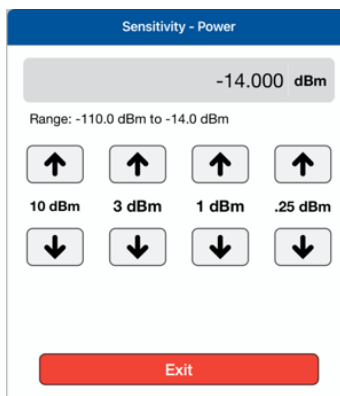 Sensitivity - Power
-14.000 dBm
Range: -110.0 dBm to -14.0 dBm
10 dBm 3 dBm 1 dBm .25 dBm
Exit